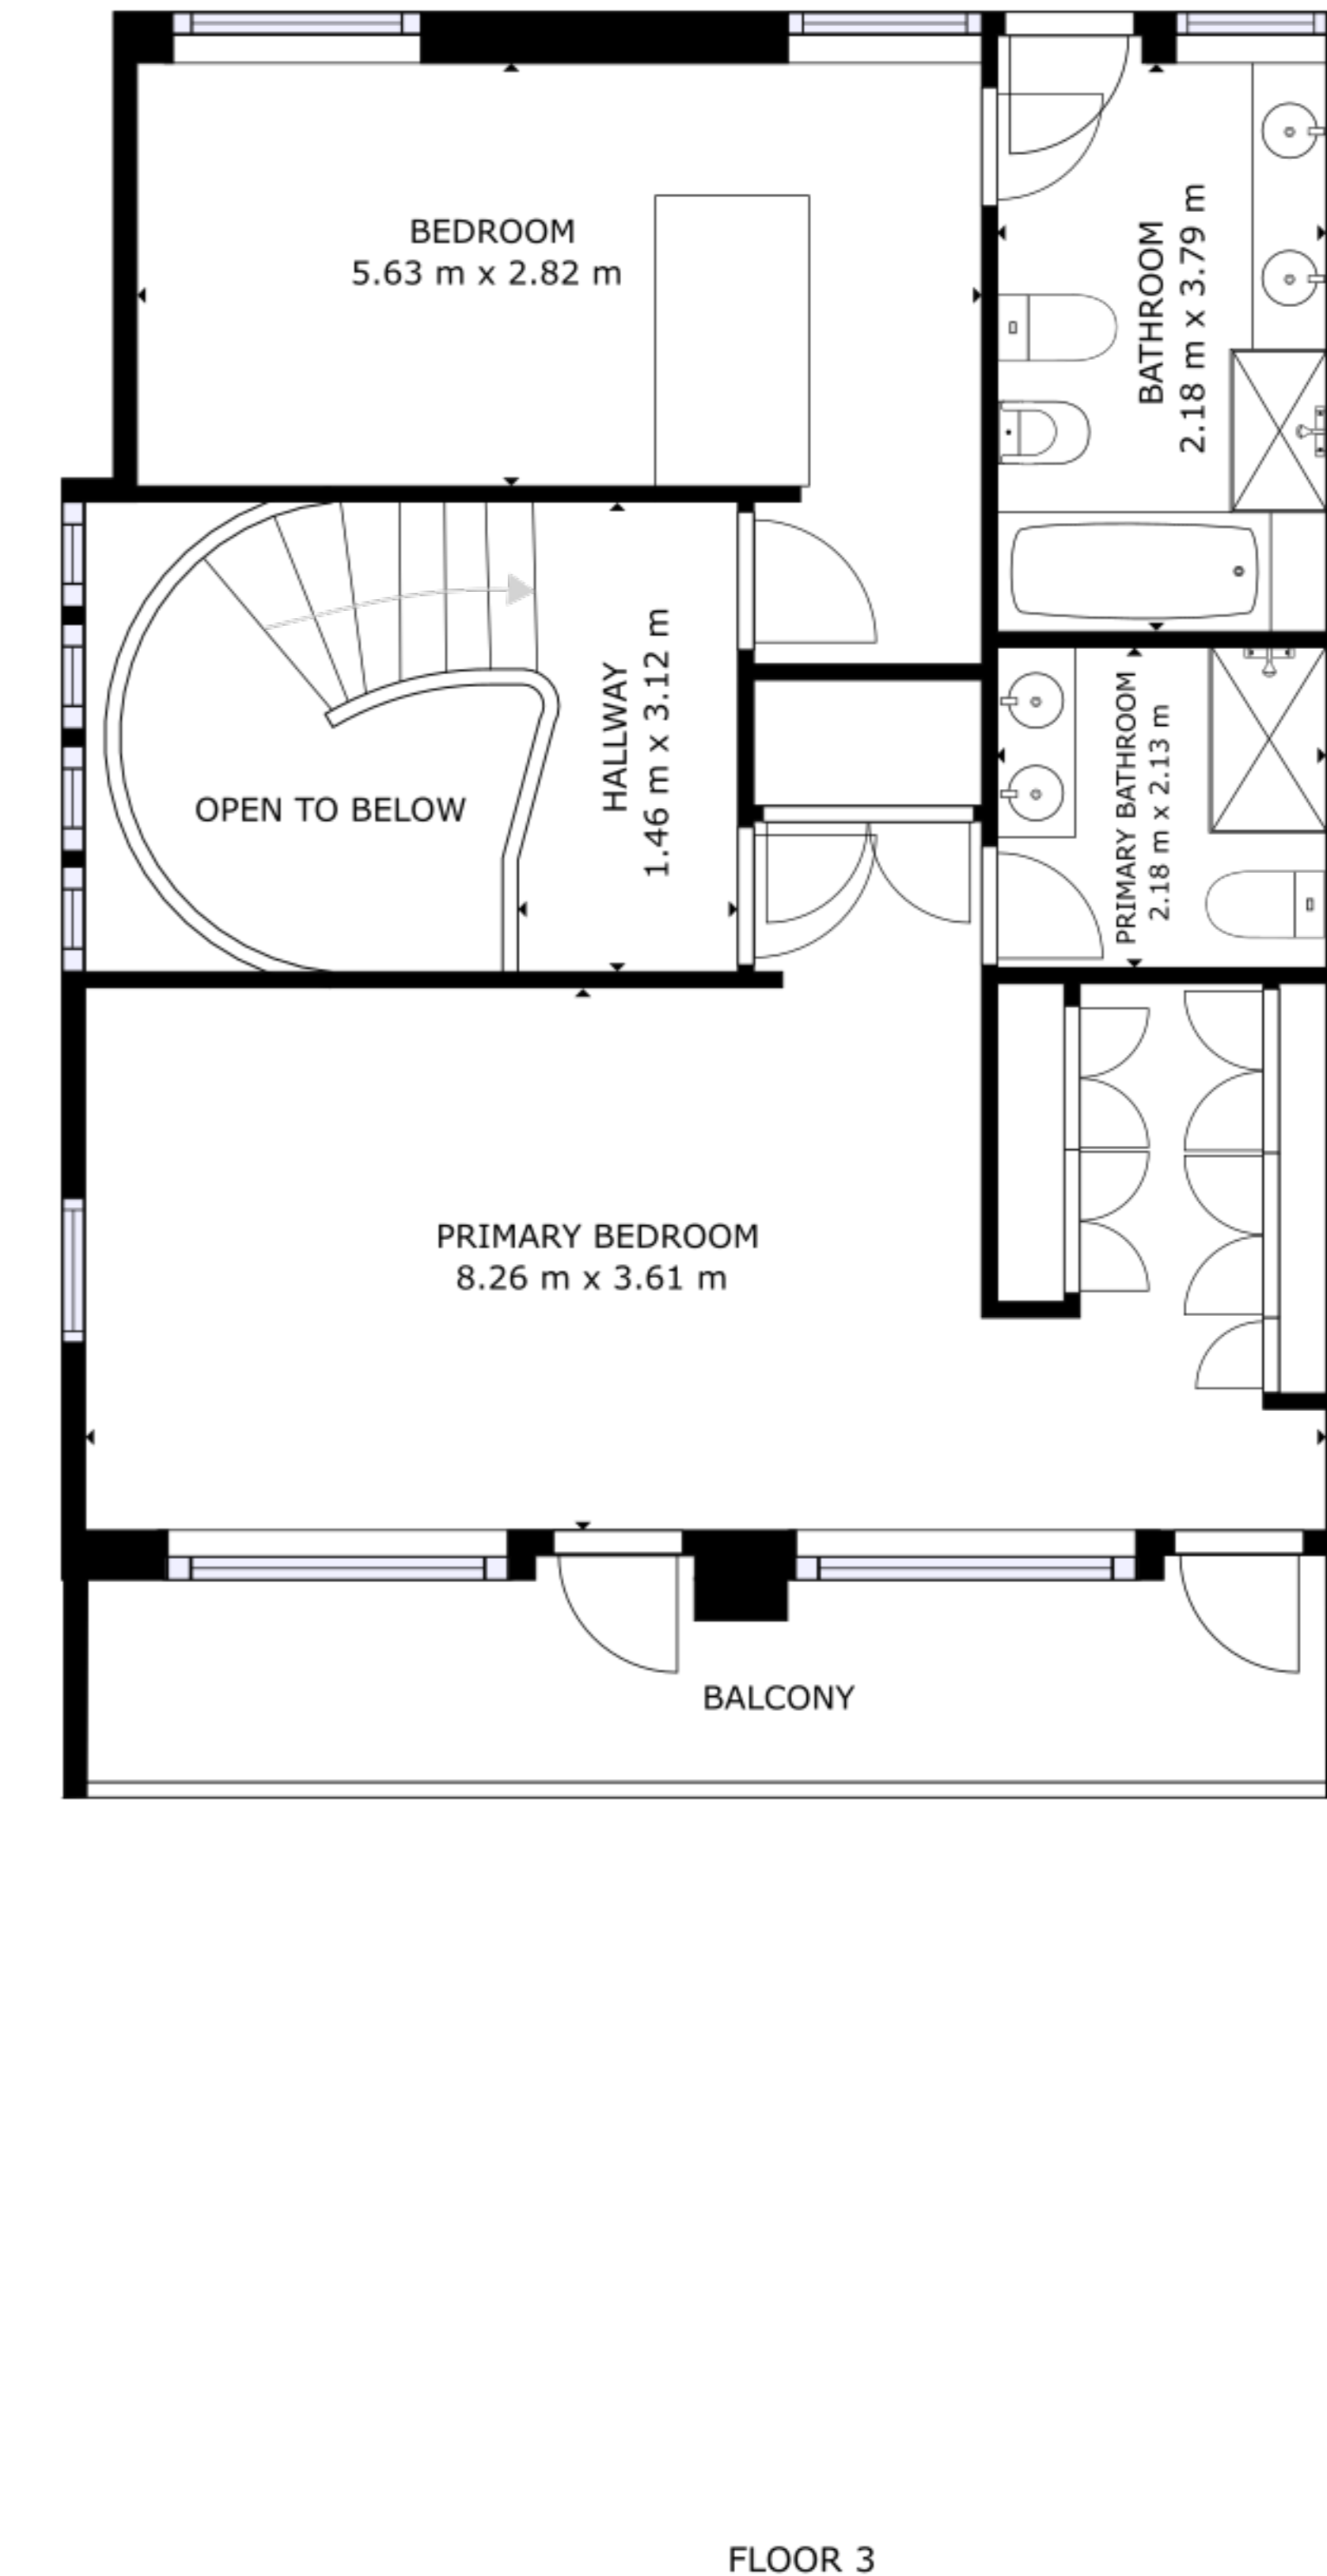 BEDROOM
5.63 m x 2.82 m
BATHROOM
2.18 m x 3.79 m
HALLWAY
1.46 m x 3.12 m
OPEN TO BELOW
PRIMARY BATHROOM
2.18 m x 2.13 m
PRIMARY BEDROOM
8.26 m x 3.61 m
BALCONY
FLOOR 3